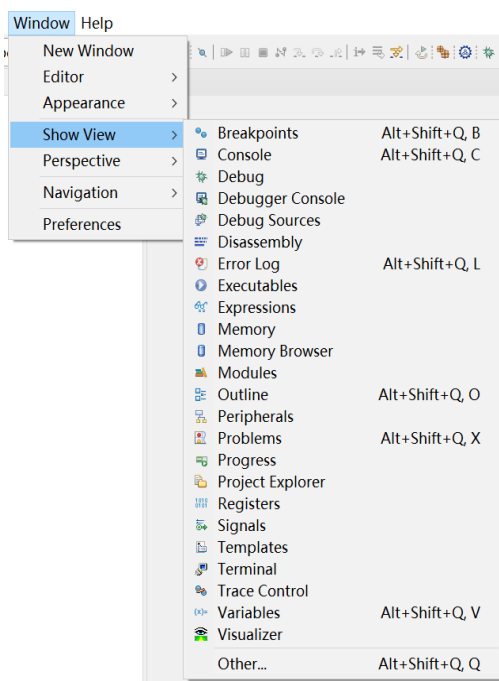 Window Help
New Window
Editor
Appearance
Show View
Perspective
Navigation
Preferences
Breakpoints Alt+Shift+Q, B
Console Alt+Shift+Q, C
Debug
Debugger Console
Debug Sources
Disassembly
Error Log Alt+Shift+Q, L
Executables
Expressions
Memory
Memory Browser
Modules
Outline Alt+Shift+Q, O
Peripherals
Problems Alt+Shift+Q, X
Progress
Project Explorer
Registers
Signals
Templates
Terminal
Trace Control
Variables Alt+Shift+Q, V
Visualizer
Other... Alt+Shift+Q, Q